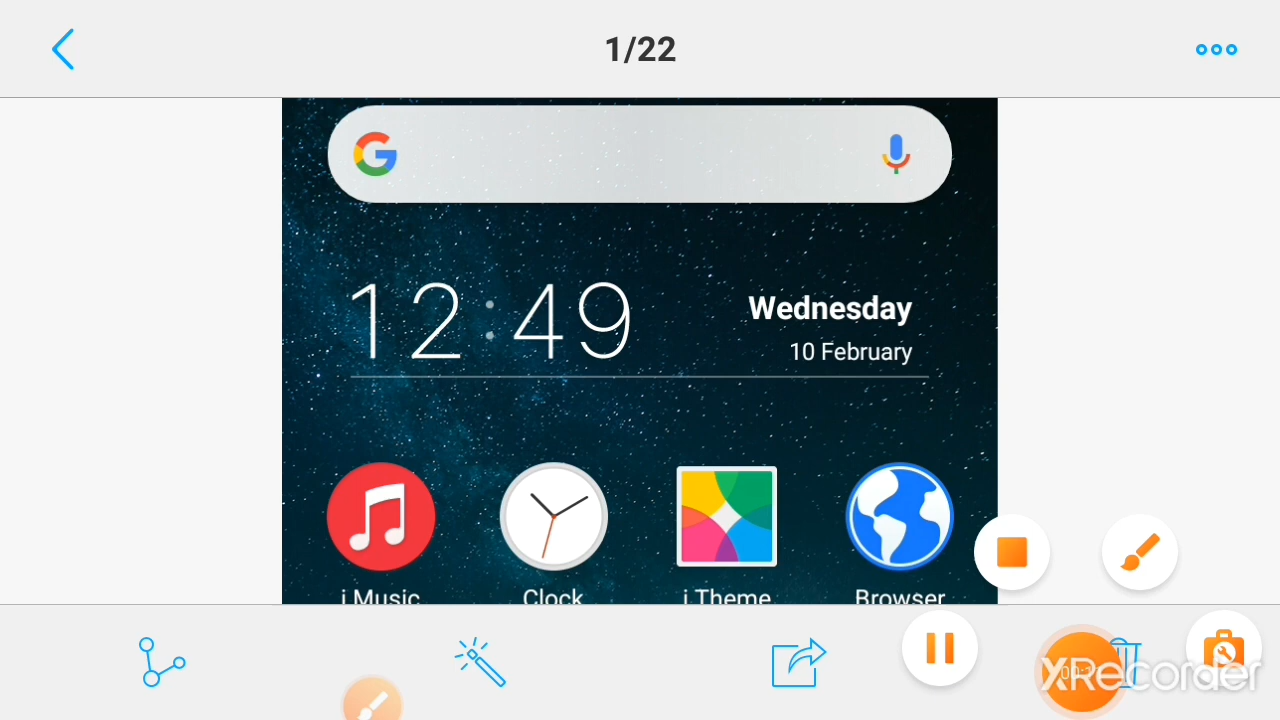 1/22
12:49
Wednesday
10 February
i Music
Clock
i Theme
Browser
XRecorder